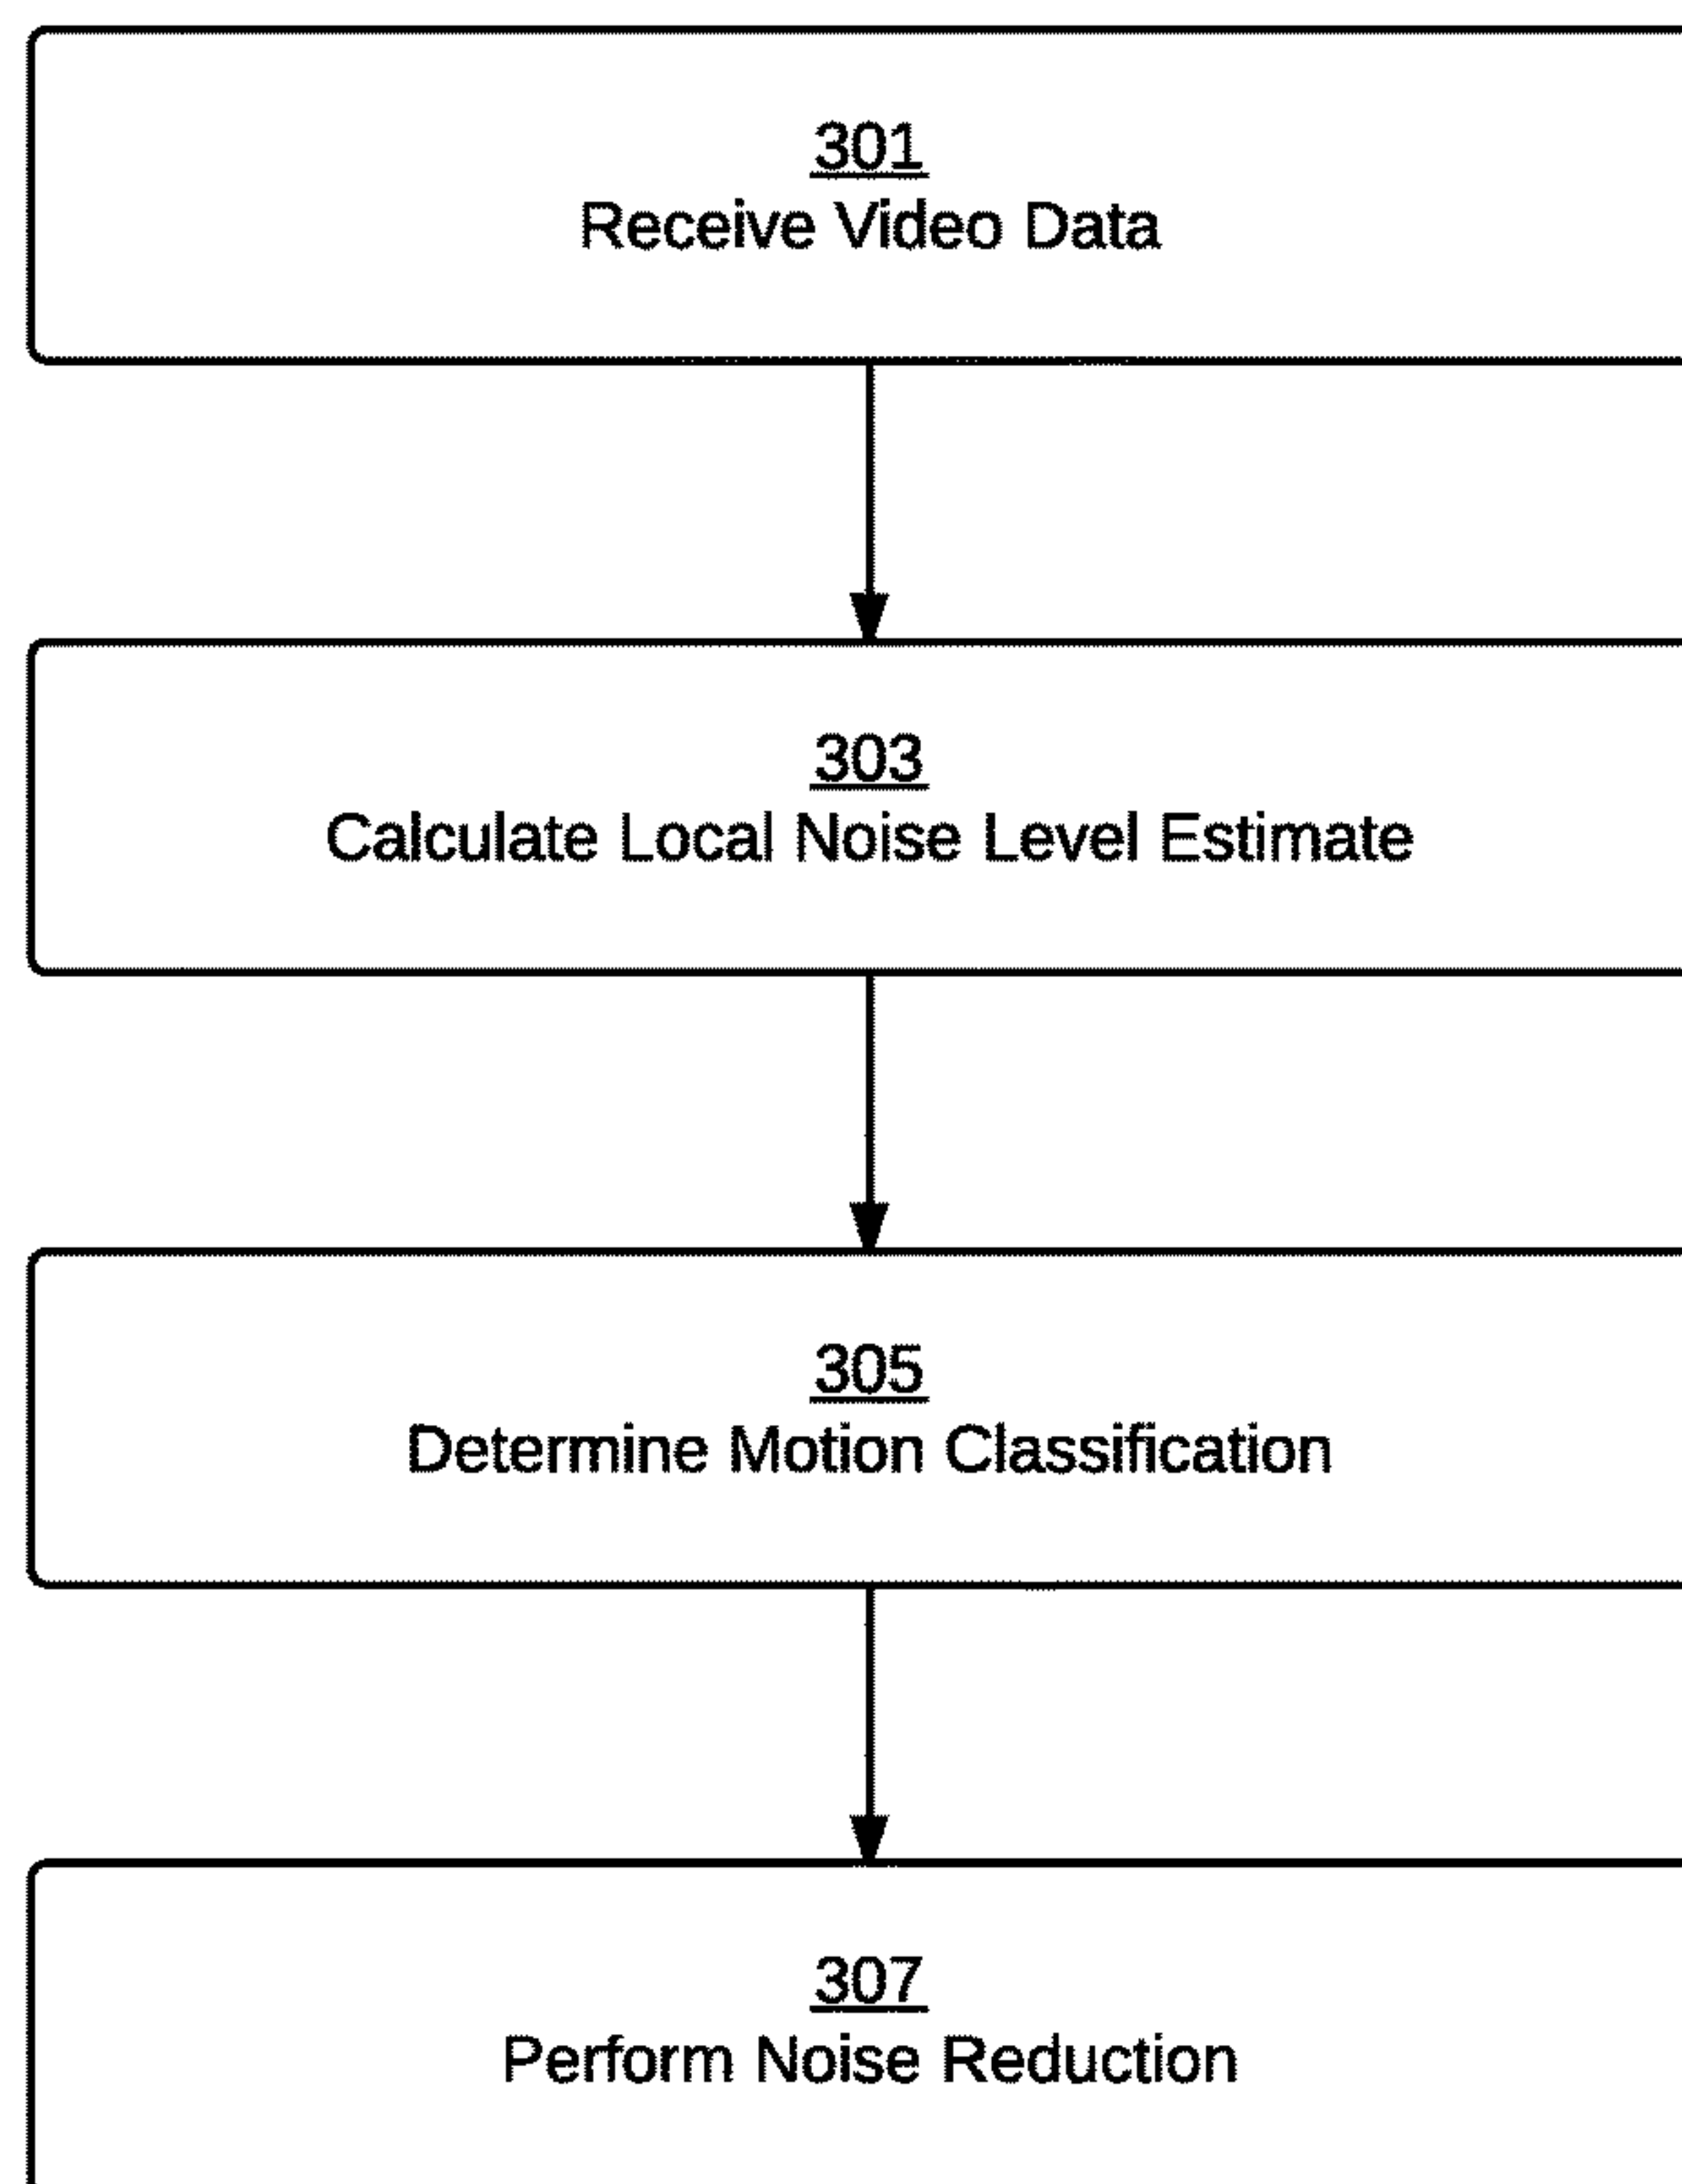 301
Receive Video Data
303
Calculate Local Noise Level Estimate
305
Determine Motion Classification
307
Perform Noise Reduction